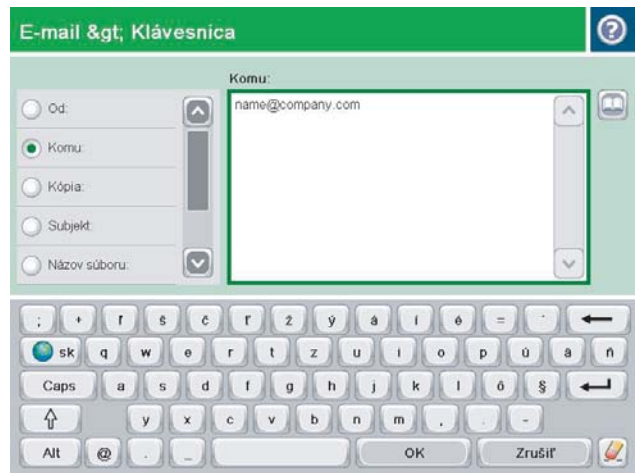 E-mail &gt; Klávesnica
Komu:
name@company.com
Od:
Komu:
Kópia:
Subjekt:
Názov súboru:
; + š č ž ý á í é =
sk q w e r t z u i o p ú ä ň
Caps a s d f g h j k l ô §
y x c v b n m , . -
Alt @ . _ OK Zrušiť